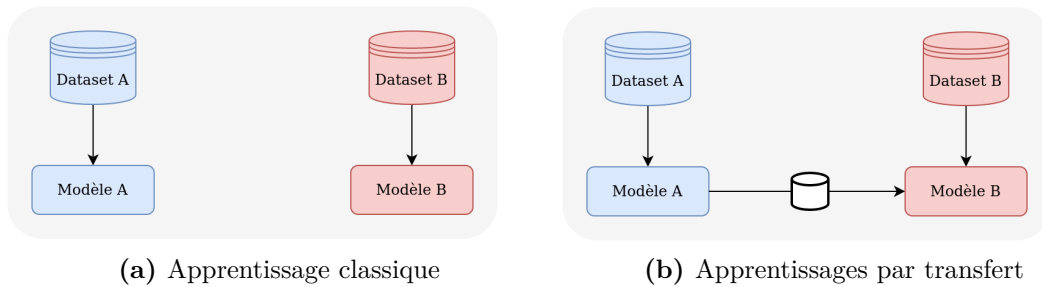 Dataset A
Dataset B
Modèle A
Modèle B
(a) Apprentissage classique
Dataset A
Dataset B
Modèle A
Modèle B
(b) Apprentissages par transfert